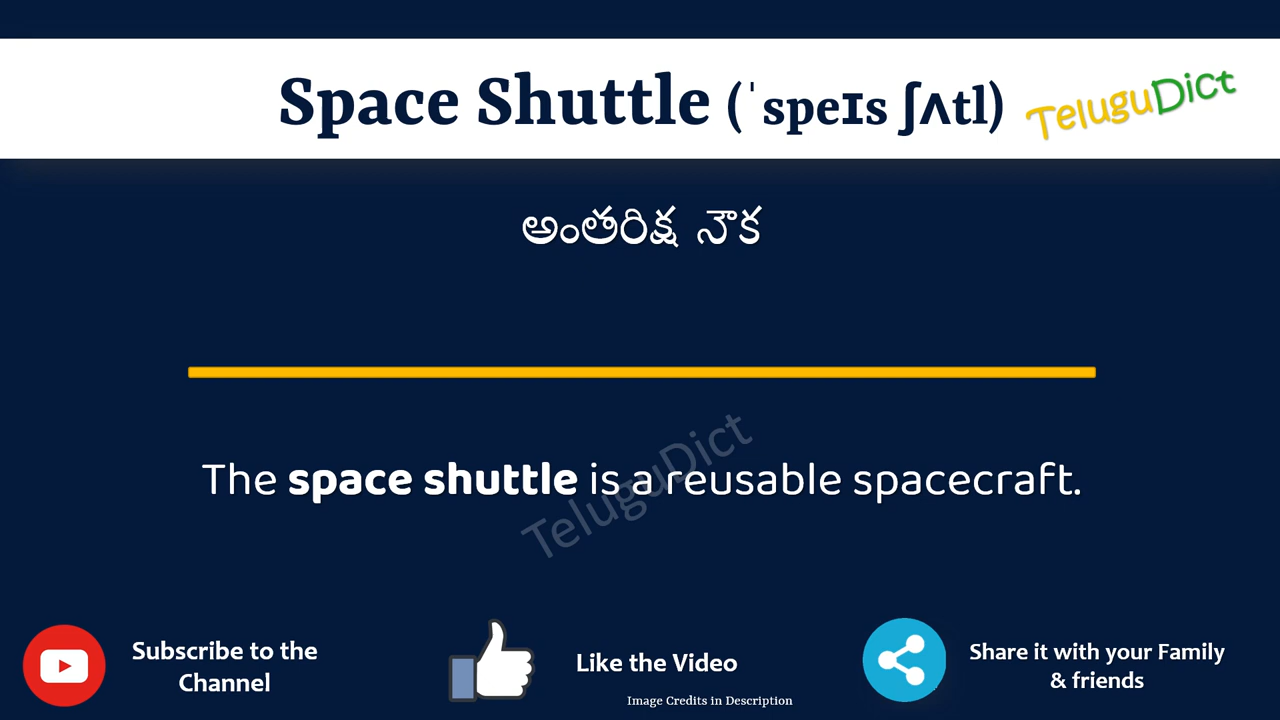 Space Shuttle (ˈspeɪs ʃʌtl)
TeluguDict
అంతరిక్ష నౌక
The space shuttle is a reusable spacecraft.
TeluguDict
Subscribe to the
Channel
Like the Video
Share it with your Family
& friends
Image Credits in Description